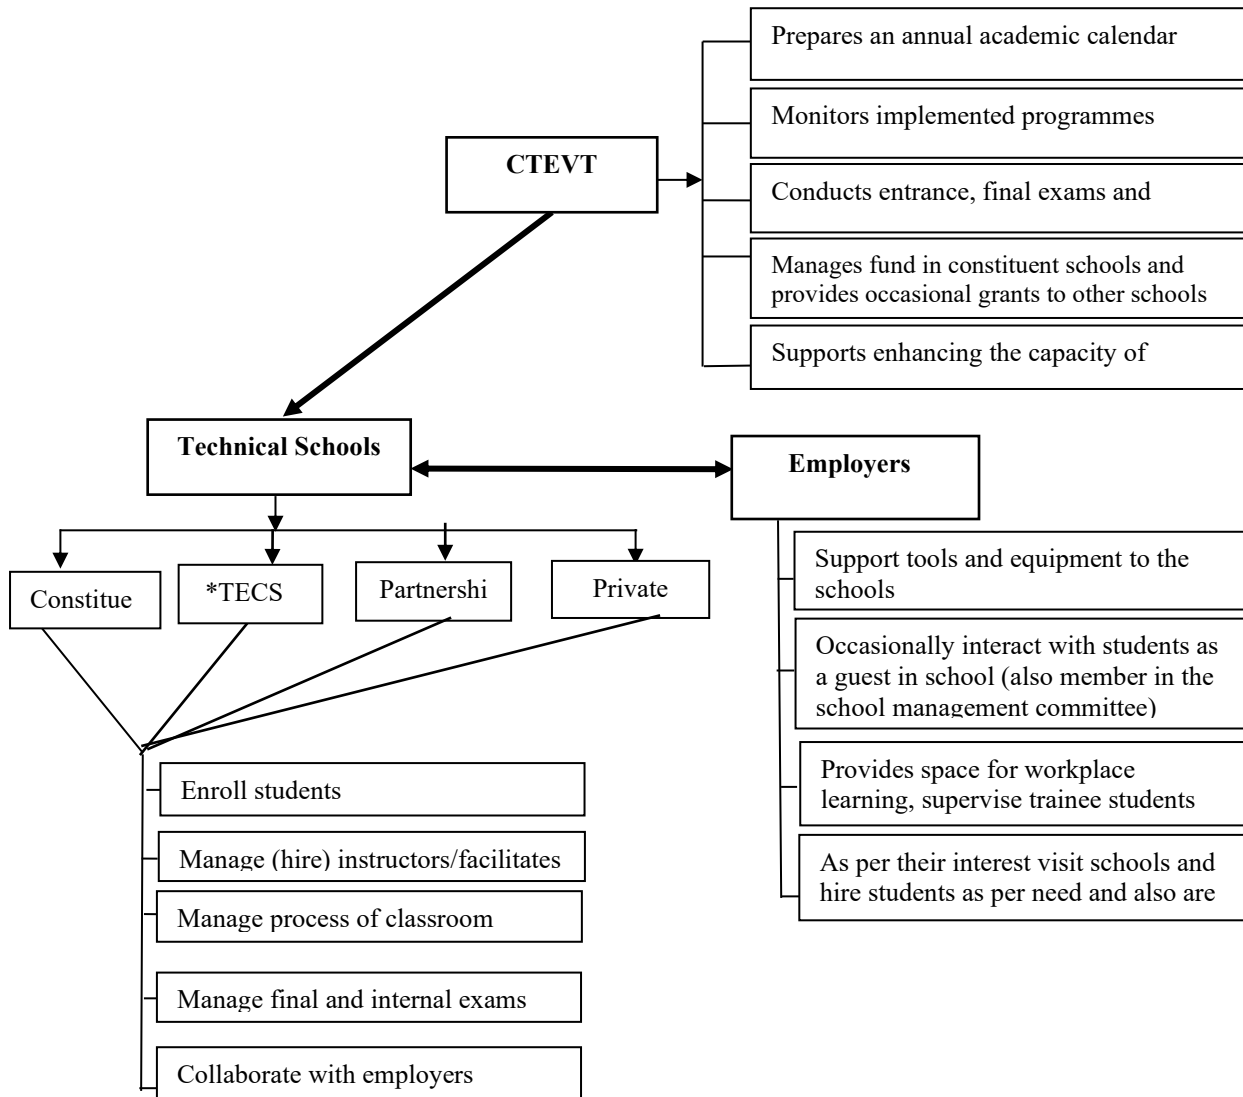 Prepares an annual academic calendar
Monitors implemented programmes
CTEVT
Conducts entrance, final exams and
Manages fund in constituent schools and
provides occasional grants to other schools
Supports enhancing the capacity of
Technical Schools
Employers
Constitue
*TECS
Partnershi
Private
Support tools and equipment to the
schools
Occasionally interact with students as
a guest in school (also member in the
school management committee)
Provides space for workplace
learning, supervise trainee students
As per their interest visit schools and
hire students as per need and also are
Enroll students
Manage (hire) instructors/facilitates
Manage process of classroom
Manage final and internal exams
Collaborate with employers